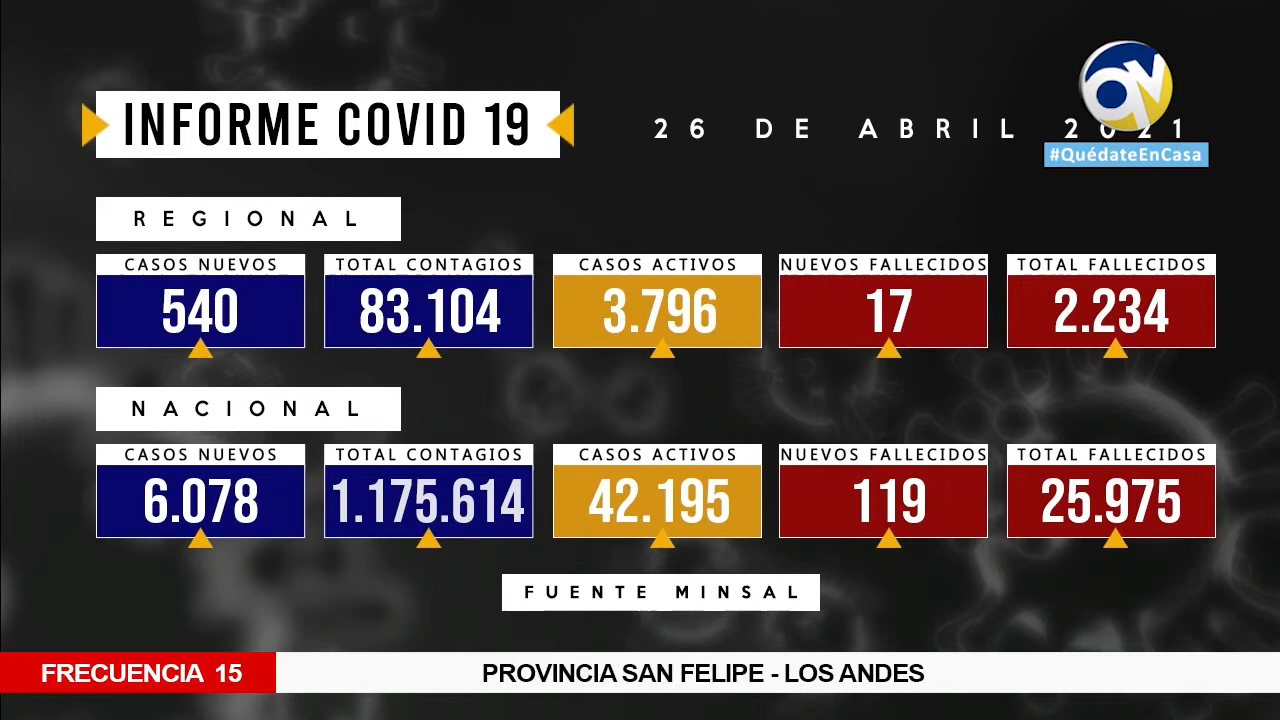 INFORME COVID 19
26 DE ABRIL 2021
#QuédateEnCasa
REGIONAL
CASOS NUEVOS TOTAL CONTAGIOS CASOS ACTIVOS NUEVOS FALLECIDOS TOTAL FALLECIDOS
540 83.104 3.796 17 2.234
NACIONAL
CASOS NUEVOS TOTAL CONTAGIOS CASOS ACTIVOS NUEVOS FALLECIDOS TOTAL FALLECIDOS
6.078 1.175.614 42.195 119 25.975
FUENTE MINSAL
FRECUENCIA 15 PROVINCIA SAN FELIPE - LOS ANDES